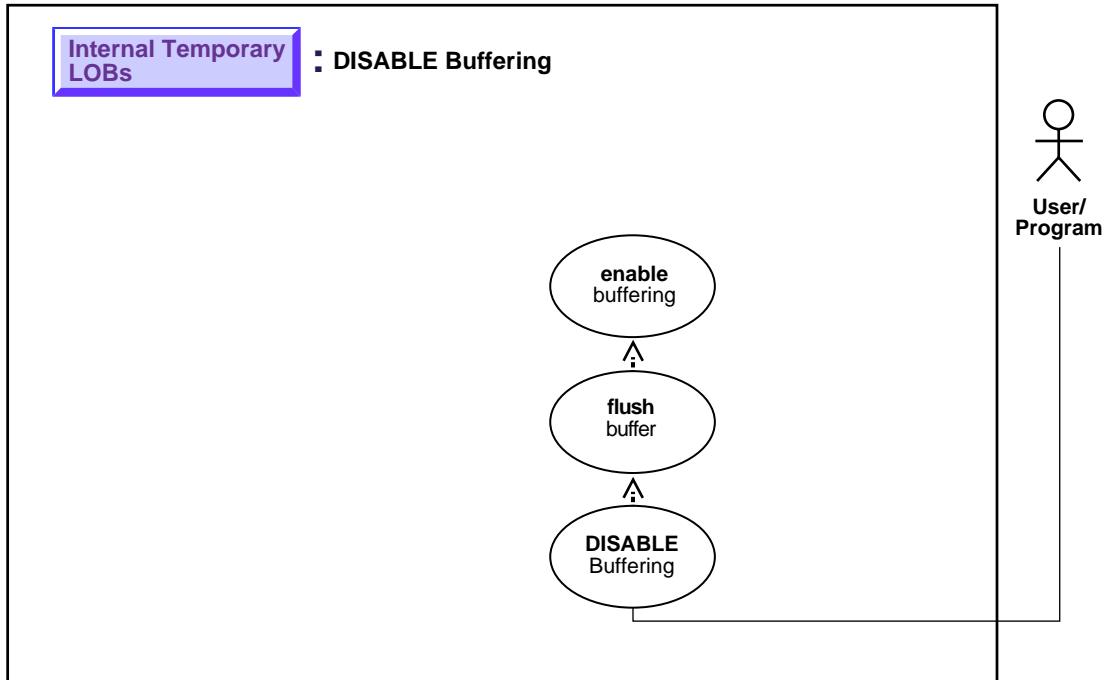 Internal Temporary
LOBs
: DISABLE Buffering
User/
Program
enable
buffering
flush
buffer
DISABLE
Buffering